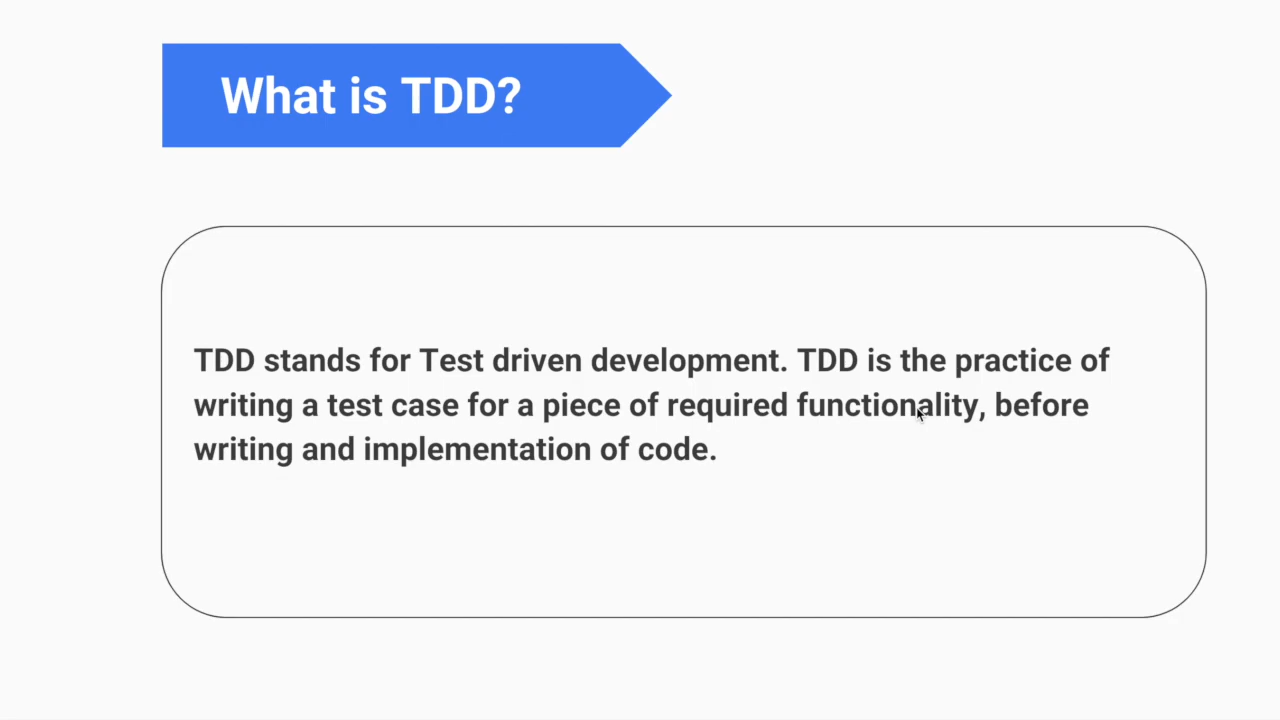 What is TDD?
TDD stands for Test driven development. TDD is the practice of
writing a test case for a piece of required functionality, before
writing and implementation of code.